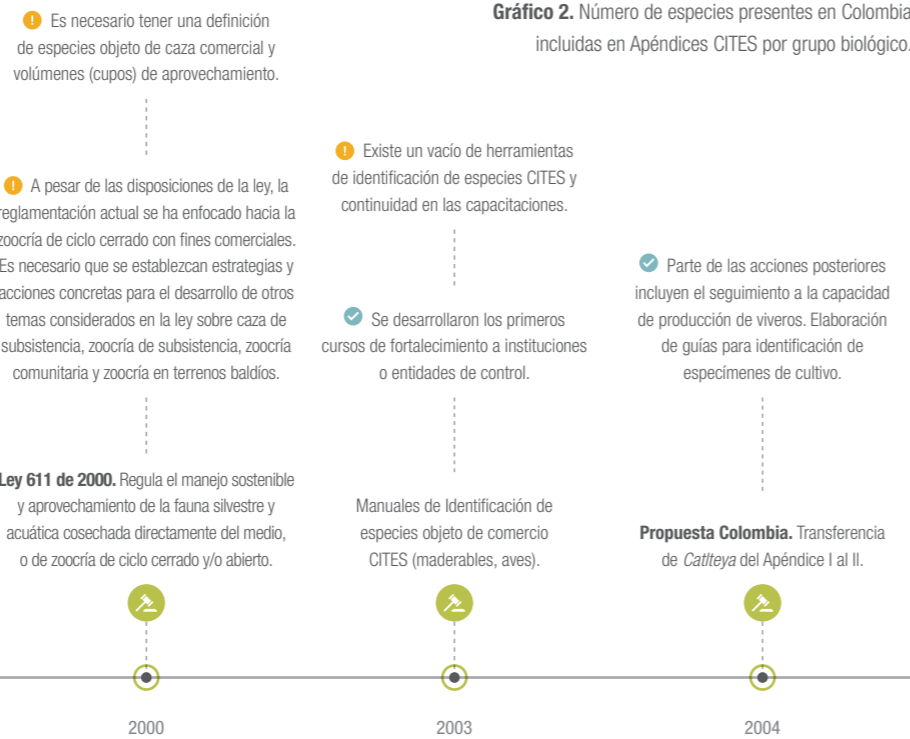 Es necesario tener una definición
de especies objeto de caza comercial y
volúmenes (cupos) de aprovechamiento.
A pesar de las disposiciones de la ley, la
reglamentación actual se ha enfocado hacia la
zoocría de ciclo cerrado con fines comerciales.
Es necesario que se establezcan estrategias y
acciones concretas para el desarrollo de otros
temas considerados en la ley sobre caza de
subsistencia, zoocría de subsistencia, zoocría
comunitaria y zoocría en terrenos baldíos.
Ley 611 de 2000. Regula el manejo sostenible
y aprovechamiento de la fauna silvestre y
acuática cosechada directamente del medio,
o de zoocría de ciclo cerrado y/o abierto.
2000
Existe un vacío de herramientas
de identificación de especies CITES y
continuidad en las capacitaciones.
Se desarrollaron los primeros
cursos de fortalecimiento a instituciones
o entidades de control.
Manuales de Identificación de
especies objeto de comercio
CITES (maderables, aves).
2003
Gráfico 2. Número de especies presentes en Colombia
incluidas en Apéndices CITES por grupo biológico.
Parte de las acciones posteriores
incluyen el seguimiento a la capacidad
de producción de viveros. Elaboración
de guías para identificación de
especímenes de cultivo.
Propuesta Colombia. Transferencia
de Catlteya del Apéndice I al II.
2004